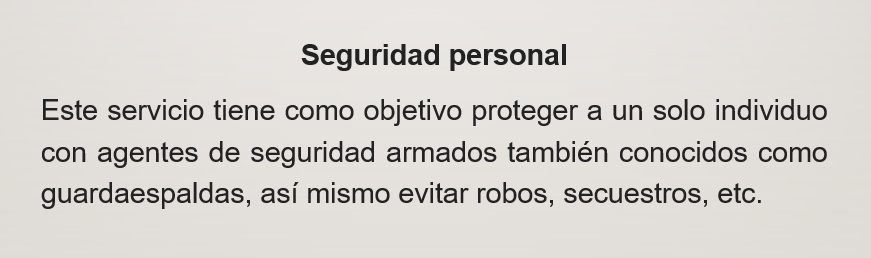 Seguridad personal
Este servicio tiene como objetivo proteger a un solo individuo
con agentes de seguridad armados también conocidos como
guardaespaldas, así mismo evitar robos, secuestros, etc.